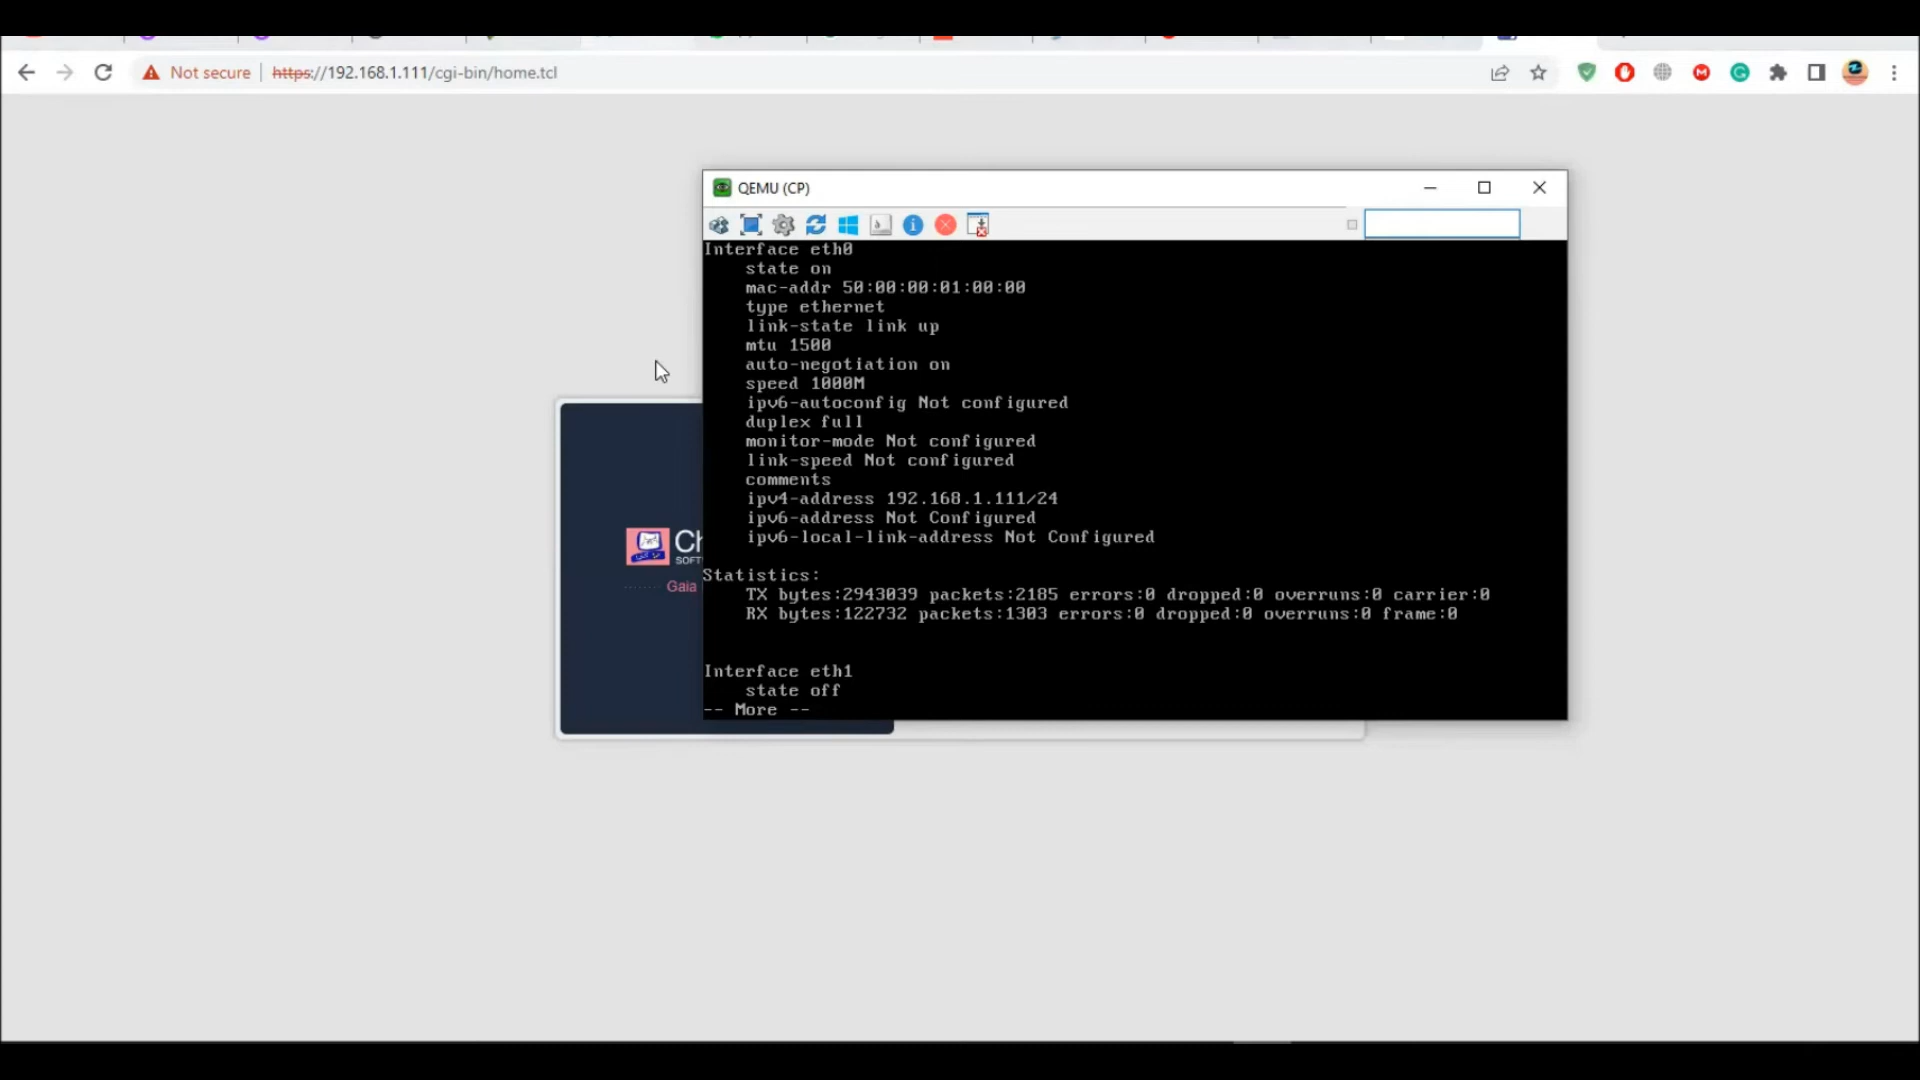 Not secure | https://192.168.1.111/cgi-bin/home.tcl
QEMU (CP)
Interface eth0
state on
mac-addr 50:00:00:01:00:00
type ethernet
link-state link up
mtu 1500
auto-negotiation on
speed 1000M
ipv6-autoconfig Not configured
duplex full
monitor-mode Not configured
link-speed Not configured
comments
ipv4-address 192.168.1.111/24
ipv6-address Not Configured
ipv6-local-link-address Not Configured
Statistics:
TX bytes:2943039 packets:2185 errors:0 dropped:0 overruns:0 carrier:0
RX bytes:122732 packets:1303 errors:0 dropped:0 overruns:0 frame:0
Interface eth1
state off
-- More --
Ch
SOFT
Gaia